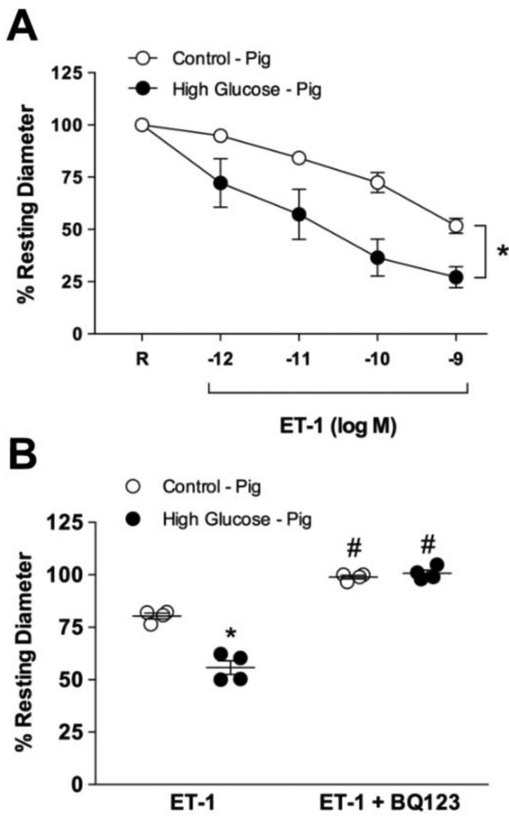 A
Control - Pig
High Glucose - Pig
125
100
75
50
25
0
% Resting Diameter
*
R -12 -11 -10 -9
ET-1 (log M)
B
Control - Pig
High Glucose - Pig
125
100
75
50
25
0
% Resting Diameter
# #
*
ET-1 ET-1 + BQ123